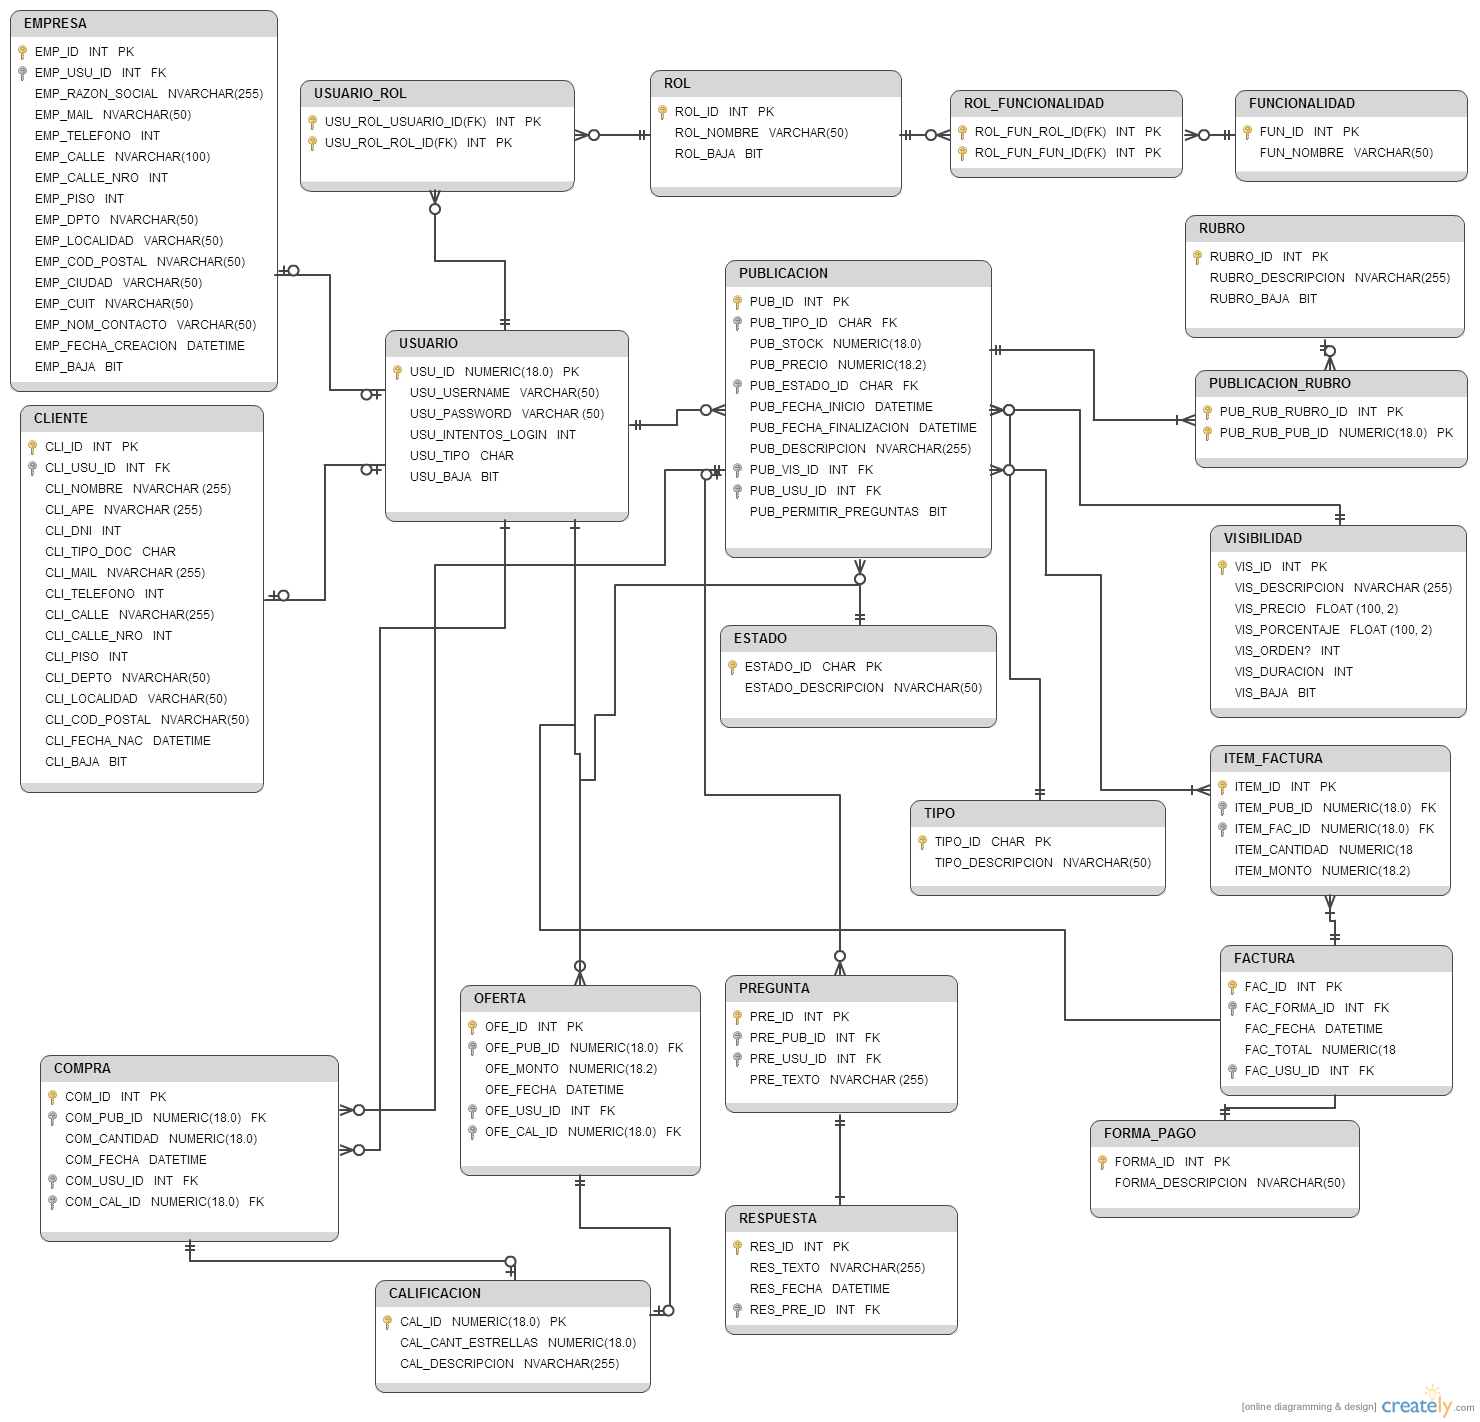 EMPRESA
EMP_ID INT PK
EMP_USU_ID INT FK
EMP_RAZON_SOCIAL NVARCHAR(255)
EMP_MAIL NVARCHAR(50)
EMP_TELEFONO INT
EMP_CALLE NVARCHAR(100)
EMP_CALLE_NRO INT
EMP_PISO INT
EMP_DPTO NVARCHAR(50)
EMP_LOCALIDAD VARCHAR(50)
EMP_COD_POSTAL NVARCHAR(50)
EMP_CIUDAD VARCHAR(50)
EMP_CUIT NVARCHAR(50)
EMP_NOM_CONTACTO VARCHAR(50)
EMP_FECHA_CREACION DATETIME
EMP_BAJA BIT
USUARIO_ROL
USU_ROL_USUARIO_ID(FK) INT PK
USU_ROL_ROL_ID(FK) INT PK
ROL
ROL_ID INT PK
ROL_NOMBRE VARCHAR(50)
ROL_BAJA BIT
ROL_FUNCIONALIDAD
ROL_FUN_ROL_ID(FK) INT PK
ROL_FUN_FUN_ID(FK) INT PK
FUNCIONALIDAD
FUN_ID INT PK
FUN_NOMBRE VARCHAR(50)
RUBRO
RUBRO_ID INT PK
RUBRO_DESCRIPCION NVARCHAR(255)
RUBRO_BAJA BIT
PUBLICACION
PUB_ID INT PK
PUB_TIPO_ID CHAR FK
PUB_STOCK NUMERIC(18.0)
PUB_PRECIO NUMERIC(18.2)
PUB_ESTADO_ID CHAR FK
PUB_FECHA_INICIO DATETIME
PUB_FECHA_FINALIZACION DATETIME
PUB_DESCRIPCION NVARCHAR(255)
PUB_VIS_ID INT FK
PUB_USU_ID INT FK
PUB_PERMITIR_PREGUNTAS BIT
USUARIO
USU_ID NUMERIC(18.0) PK
USU_USERNAME VARCHAR(50)
USU_PASSWORD VARCHAR (50)
USU_INTENTOS_LOGIN INT
USU_TIPO CHAR
USU_BAJA BIT
PUBLICACION_RUBRO
PUB_RUB_RUBRO_ID INT PK
PUB_RUB_PUB_ID NUMERIC(18.0) PK
CLIENTE
CLI_ID INT PK
CLI_USU_ID INT FK
CLI_NOMBRE NVARCHAR (255)
CLI_APE NVARCHAR (255)
CLI_DNI INT
CLI_TIPO_DOC CHAR
CLI_MAIL NVARCHAR (255)
CLI_TELEFONO INT
CLI_CALLE NVARCHAR(255)
CLI_CALLE_NRO INT
CLI_PISO INT
CLI_DEPTO NVARCHAR(50)
CLI_LOCALIDAD VARCHAR(50)
CLI_COD_POSTAL NVARCHAR(50)
CLI_FECHA_NAC DATETIME
CLI_BAJA BIT
VISIBILIDAD
VIS_ID INT PK
VIS_DESCRIPCION NVARCHAR (255)
VIS_PRECIO FLOAT (100, 2)
VIS_PORCENTAJE FLOAT (100, 2)
VIS_ORDEN? INT
VIS_DURACION INT
VIS_BAJA BIT
ESTADO
ESTADO_ID CHAR PK
ESTADO_DESCRIPCION NVARCHAR(50)
ITEM_FACTURA
ITEM_ID INT PK
ITEM_PUB_ID NUMERIC(18.0) FK
ITEM_FAC_ID NUMERIC(18.0) FK
ITEM_CANTIDAD NUMERIC(18
ITEM_MONTO NUMERIC(18.2)
TIPO
TIPO_ID CHAR PK
TIPO_DESCRIPCION NVARCHAR(50)
FACTURA
FAC_ID INT PK
FAC_FORMA_ID INT FK
FAC_FECHA DATETIME
FAC_TOTAL NUMERIC(18
FAC_USU_ID INT FK
OFERTA
OFE_ID INT PK
OFE_PUB_ID NUMERIC(18.0) FK
OFE_MONTO NUMERIC(18.2)
OFE_FECHA DATETIME
OFE_USU_ID INT FK
OFE_CAL_ID NUMERIC(18.0) FK
PREGUNTA
PRE_ID INT PK
PRE_PUB_ID INT FK
PRE_USU_ID INT FK
PRE_TEXTO NVARCHAR (255)
COMPRA
COM_ID INT PK
COM_PUB_ID NUMERIC(18.0) FK
COM_CANTIDAD NUMERIC(18.0)
COM_FECHA DATETIME
COM_USU_ID INT FK
COM_CAL_ID NUMERIC(18.0) FK
FORMA_PAGO
FORMA_ID INT PK
FORMA_DESCRIPCION NVARCHAR(50)
RESPUESTA
RES_ID INT PK
RES_TEXTO NVARCHAR(255)
RES_FECHA DATETIME
RES_PRE_ID INT FK
CALIFICACION
CAL_ID NUMERIC(18.0) PK
CAL_CANT_ESTRELLAS NUMERIC(18.0)
CAL_DESCRIPCION NVARCHAR(255)
[online diagramming & design] creately.com